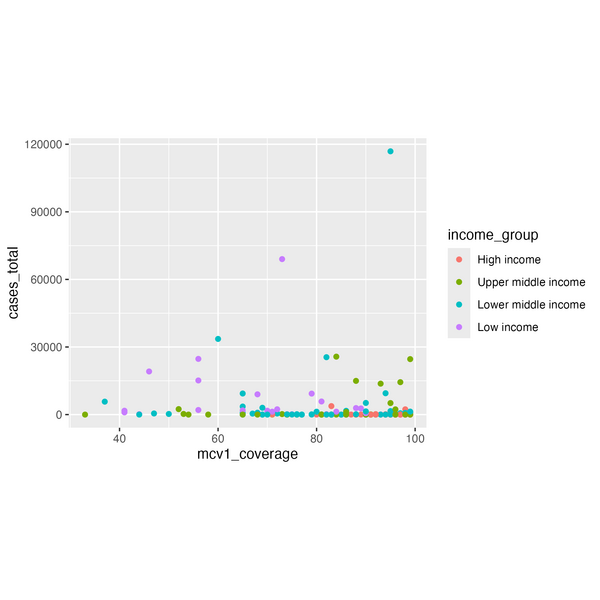 120000
90000
60000
30000
0
cases_total
40
60
80
100
mcv1_coverage
income_group
High income
Upper middle income
Lower middle income
Low income